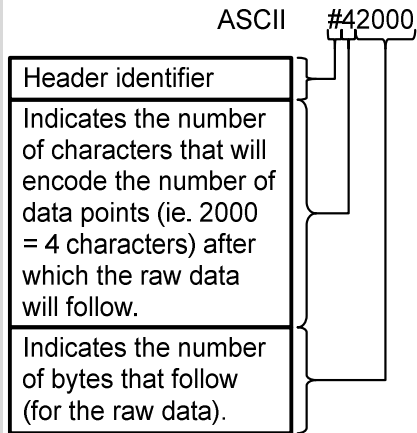 ASCII #42000
Header identifier
Indicates the number
of characters that will
encode the number of
data points (ie. 2000
= 4 characters) after
which the raw data
will follow.
Indicates the number
of bytes that follow
(for the raw data).